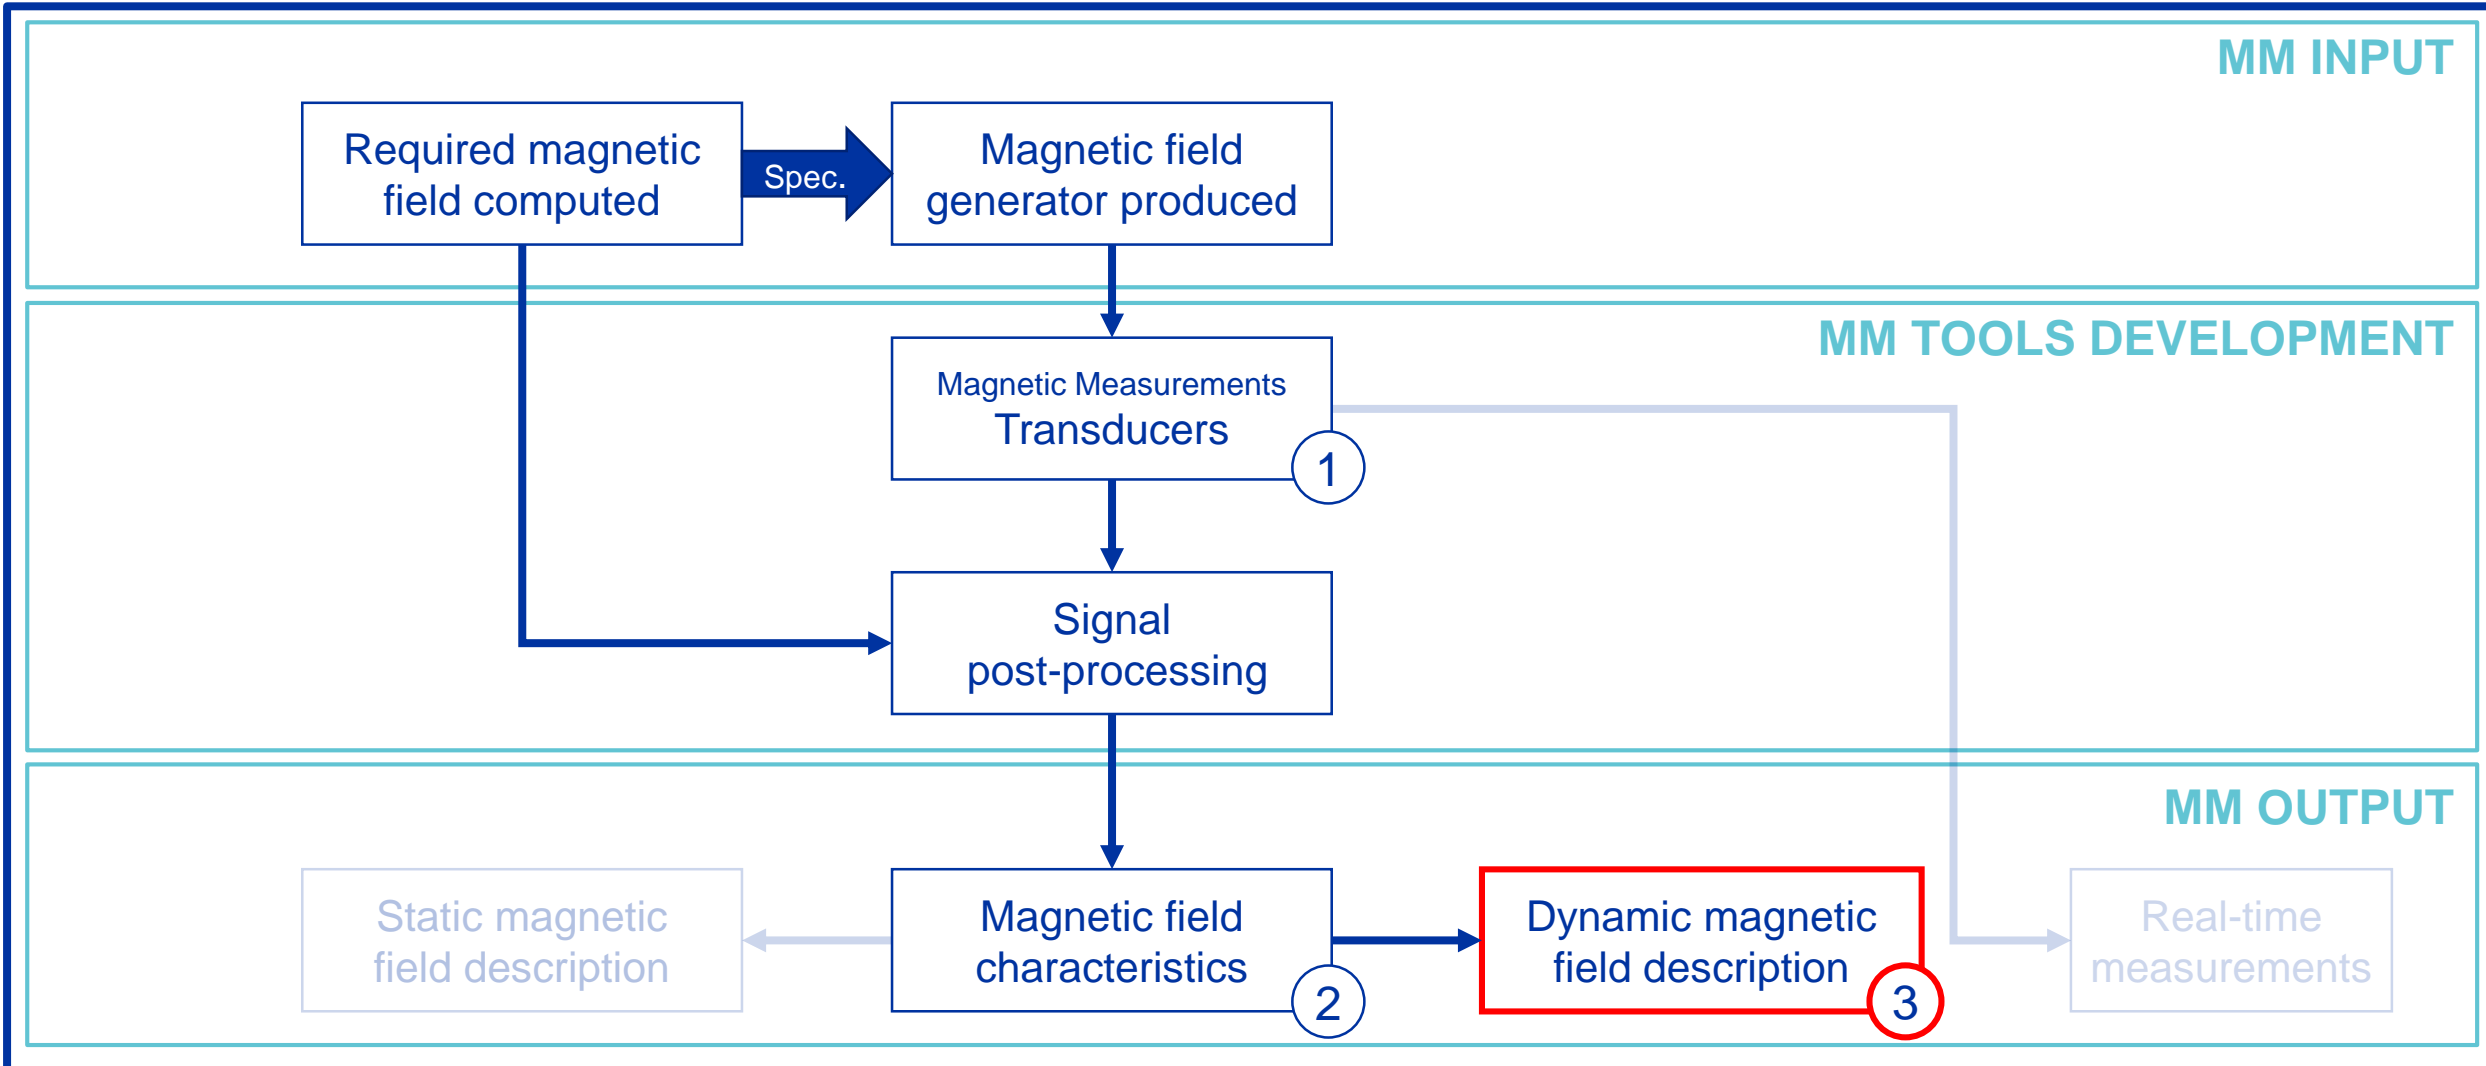 MM INPUT
Required magnetic
field computed
Spec.
Magnetic field
generator produced
MM TOOLS DEVELOPMENT
Magnetic Measurements
Transducers
1
Signal
post-processing
MM OUTPUT
Static magnetic
field description
Magnetic field
characteristics
2
Dynamic magnetic
field description
3
Real-time
measurements